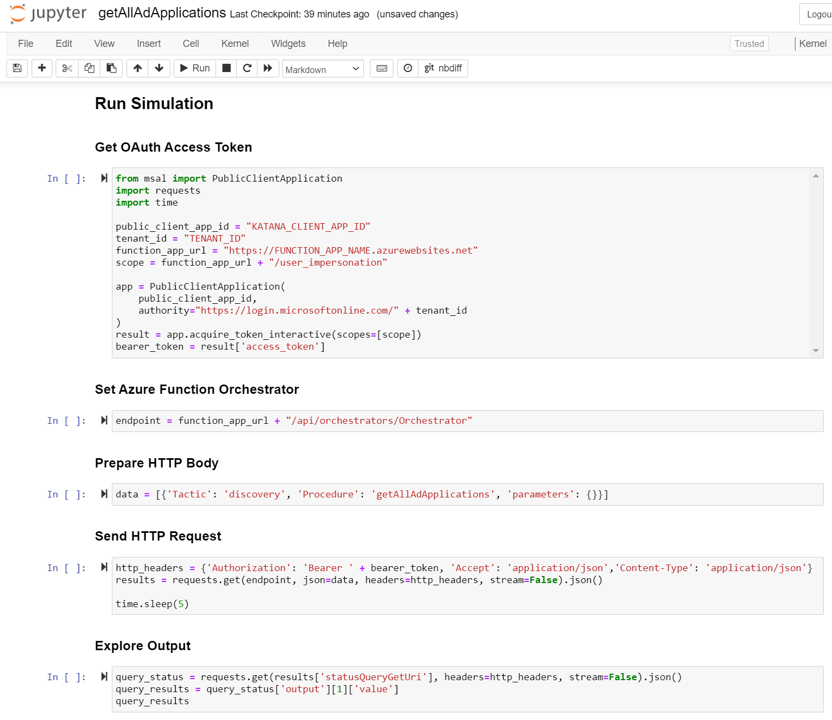 jupyter getAllAdApplications Last Checkpoint: 39 minutes ago (unsaved changes)
Logou
File Edit View Insert Cell Kernel Widgets Help
Trusted
Kernel
Run
Markdown
git nbdiff
Run Simulation
Get OAuth Access Token
In [ ]:
from msal import PublicClientApplication
import requests
import time
public_client_app_id = "KATANA_CLIENT_APP_ID"
tenant_id = "TENANT_ID"
function_app_url = "https://FUNCTION_APP_NAME.azurewebsites.net"
scope = function_app_url + "/user_impersonation"
app = PublicClientApplication(
    public_client_app_id,
    authority="https://login.microsoftonline.com/" + tenant_id
)
result = app.acquire_token_interactive(scopes=[scope])
bearer_token = result['access_token']
Set Azure Function Orchestrator
In [ ]:
endpoint = function_app_url + "/api/orchestrators/Orchestrator"
Prepare HTTP Body
In [ ]:
data = [{'Tactic': 'discovery', 'Procedure': 'getAllAdApplications', 'parameters': {}}]
Send HTTP Request
In [ ]:
http_headers = {'Authorization': 'Bearer ' + bearer_token, 'Accept': 'application/json','Content-Type': 'application/json'}
results = requests.get(endpoint, json=data, headers=http_headers, stream=False).json()
time.sleep(5)
Explore Output
In [ ]:
query_status = requests.get(results['statusQueryGetUri'], headers=http_headers, stream=False).json()
query_results = query_status['output'][1]['value']
query_results